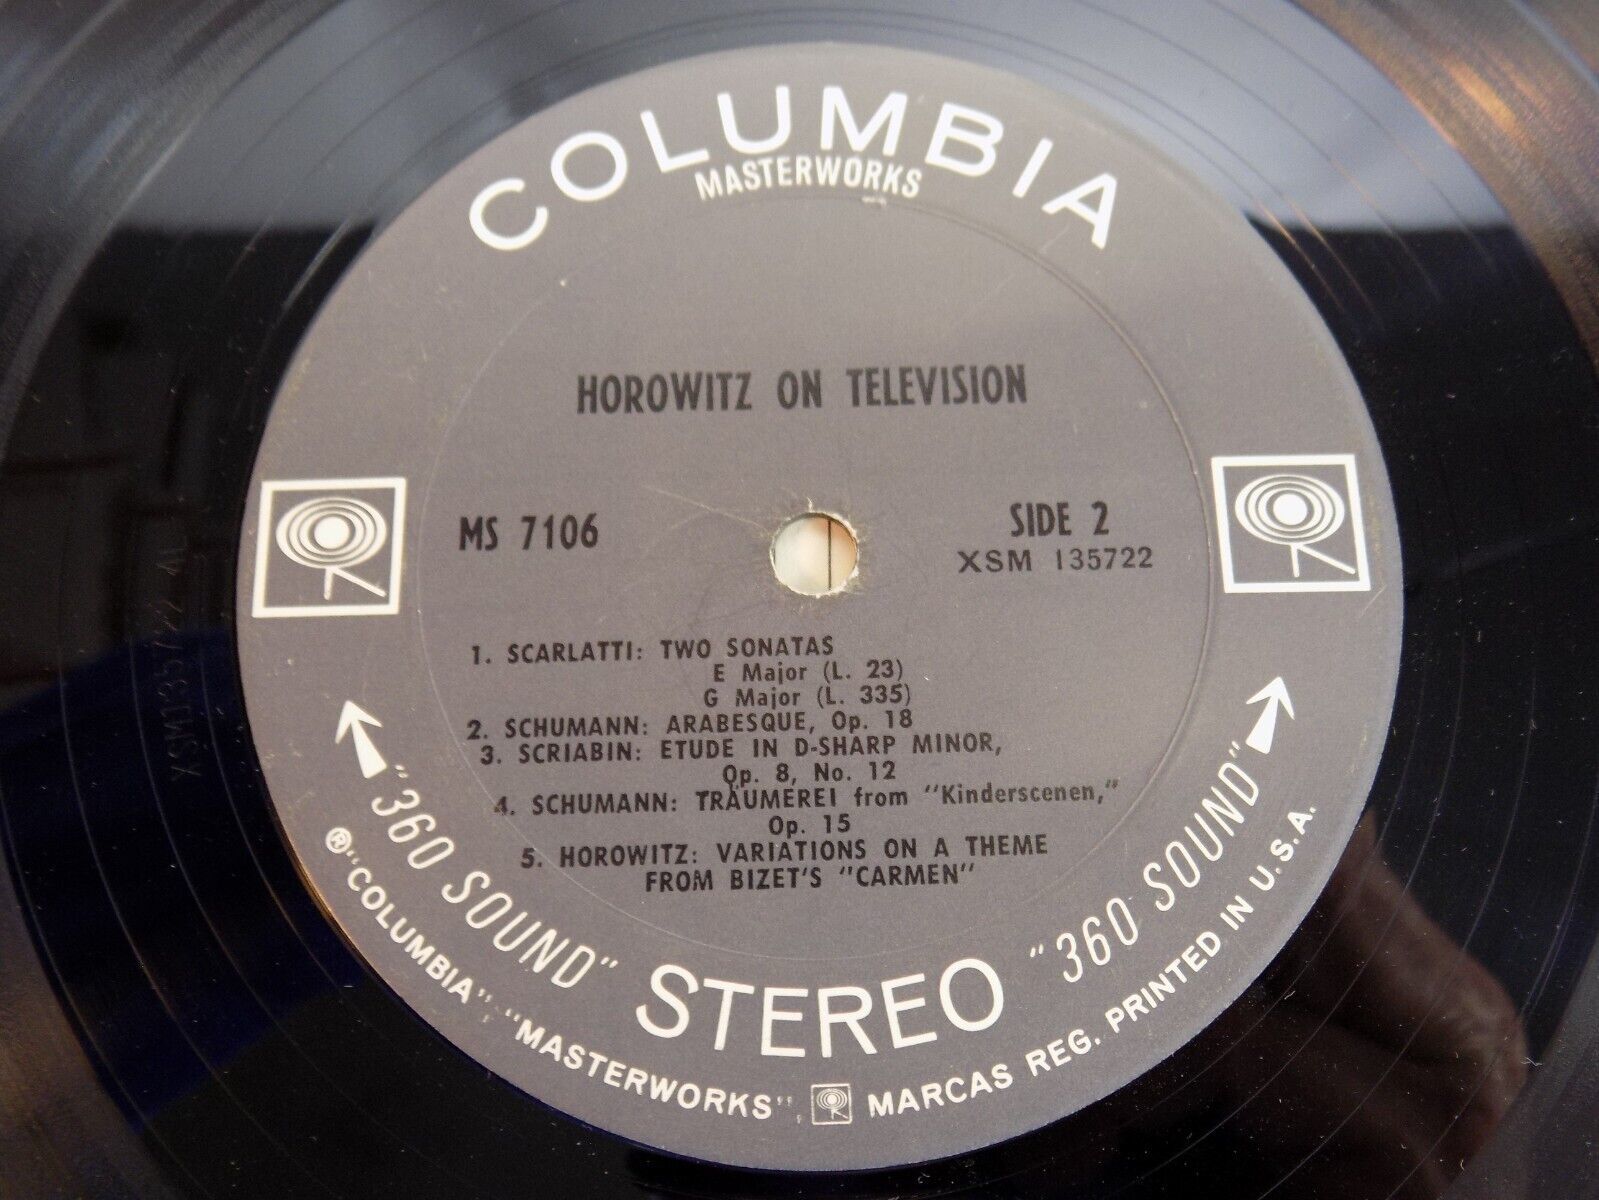 COLUMBIA
MASTERWORKS
HOROWITZ ON TELEVISION
MS 7106
SIDE 2
XSM 135722
1. SCARLATTI: TWO SONATAS
E Major (L. 23)
G Major (L. 335)
2. SCHUMANN: ARABESQUE, Op. 18
3. SCRIABIN: ETUDE IN D-SHARP MINOR,
Op. 8, No. 12
4. SCHUMANN: TRÄUMEREI from "Kinderscenen,"
Op. 15
5. HOROWITZ: VARIATIONS ON A THEME
FROM BIZET'S "CARMEN"
"360 SOUND" STEREO "360 SOUND"
® "COLUMBIA", "MASTERWORKS", MARCAS REG. PRINTED IN U.S.A.